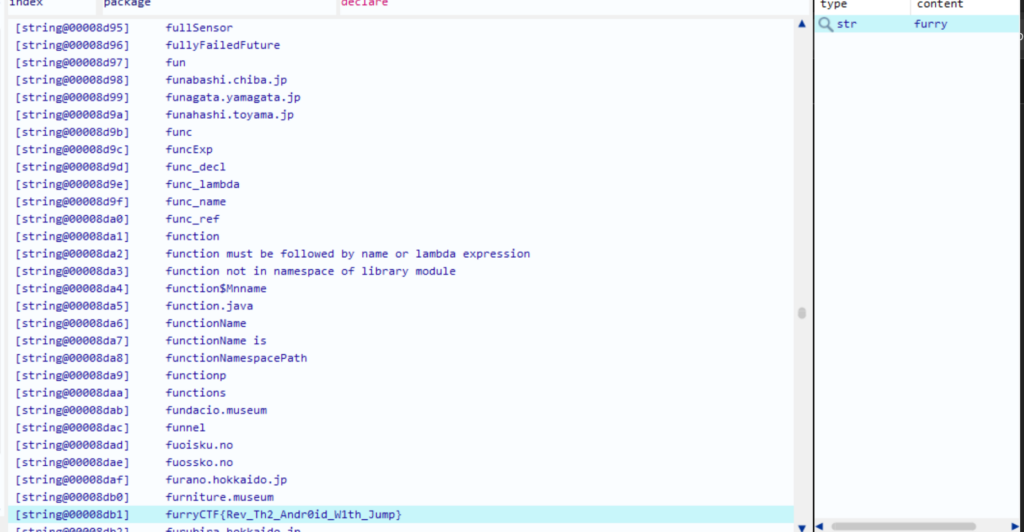 index package declare
[string@00008d95] fullSensor
[string@00008d96] fullyFailedFuture
[string@00008d97] fun
[string@00008d98] funabashi.chiba.jp
[string@00008d99] funagata.yamagata.jp
[string@00008d9a] funahashi.toyama.jp
[string@00008d9b] func
[string@00008d9c] funcExp
[string@00008d9d] func_decl
[string@00008d9e] func_lambda
[string@00008d9f] func_name
[string@00008da0] func_ref
[string@00008da1] function
[string@00008da2] function must be followed by name or lambda expression
[string@00008da3] function not in namespace of library module
[string@00008da4] function$Mnname
[string@00008da5] function.java
[string@00008da6] functionName
[string@00008da7] functionName is
[string@00008da8] functionNamespacePath
[string@00008da9] functionp
[string@00008daa] functions
[string@00008dab] fundacio.museum
[string@00008dac] funnel
[string@00008dad] fuoisku.no
[string@00008dae] fuossko.no
[string@00008daf] furano.hokkaido.jp
[string@00008db0] furniture.museum
[string@00008db1] furryCTF{Rev_Th2_Andr0id_W1th_Jump}
[string@00008db2] furubira.hokkaido.jp
type content
str furry